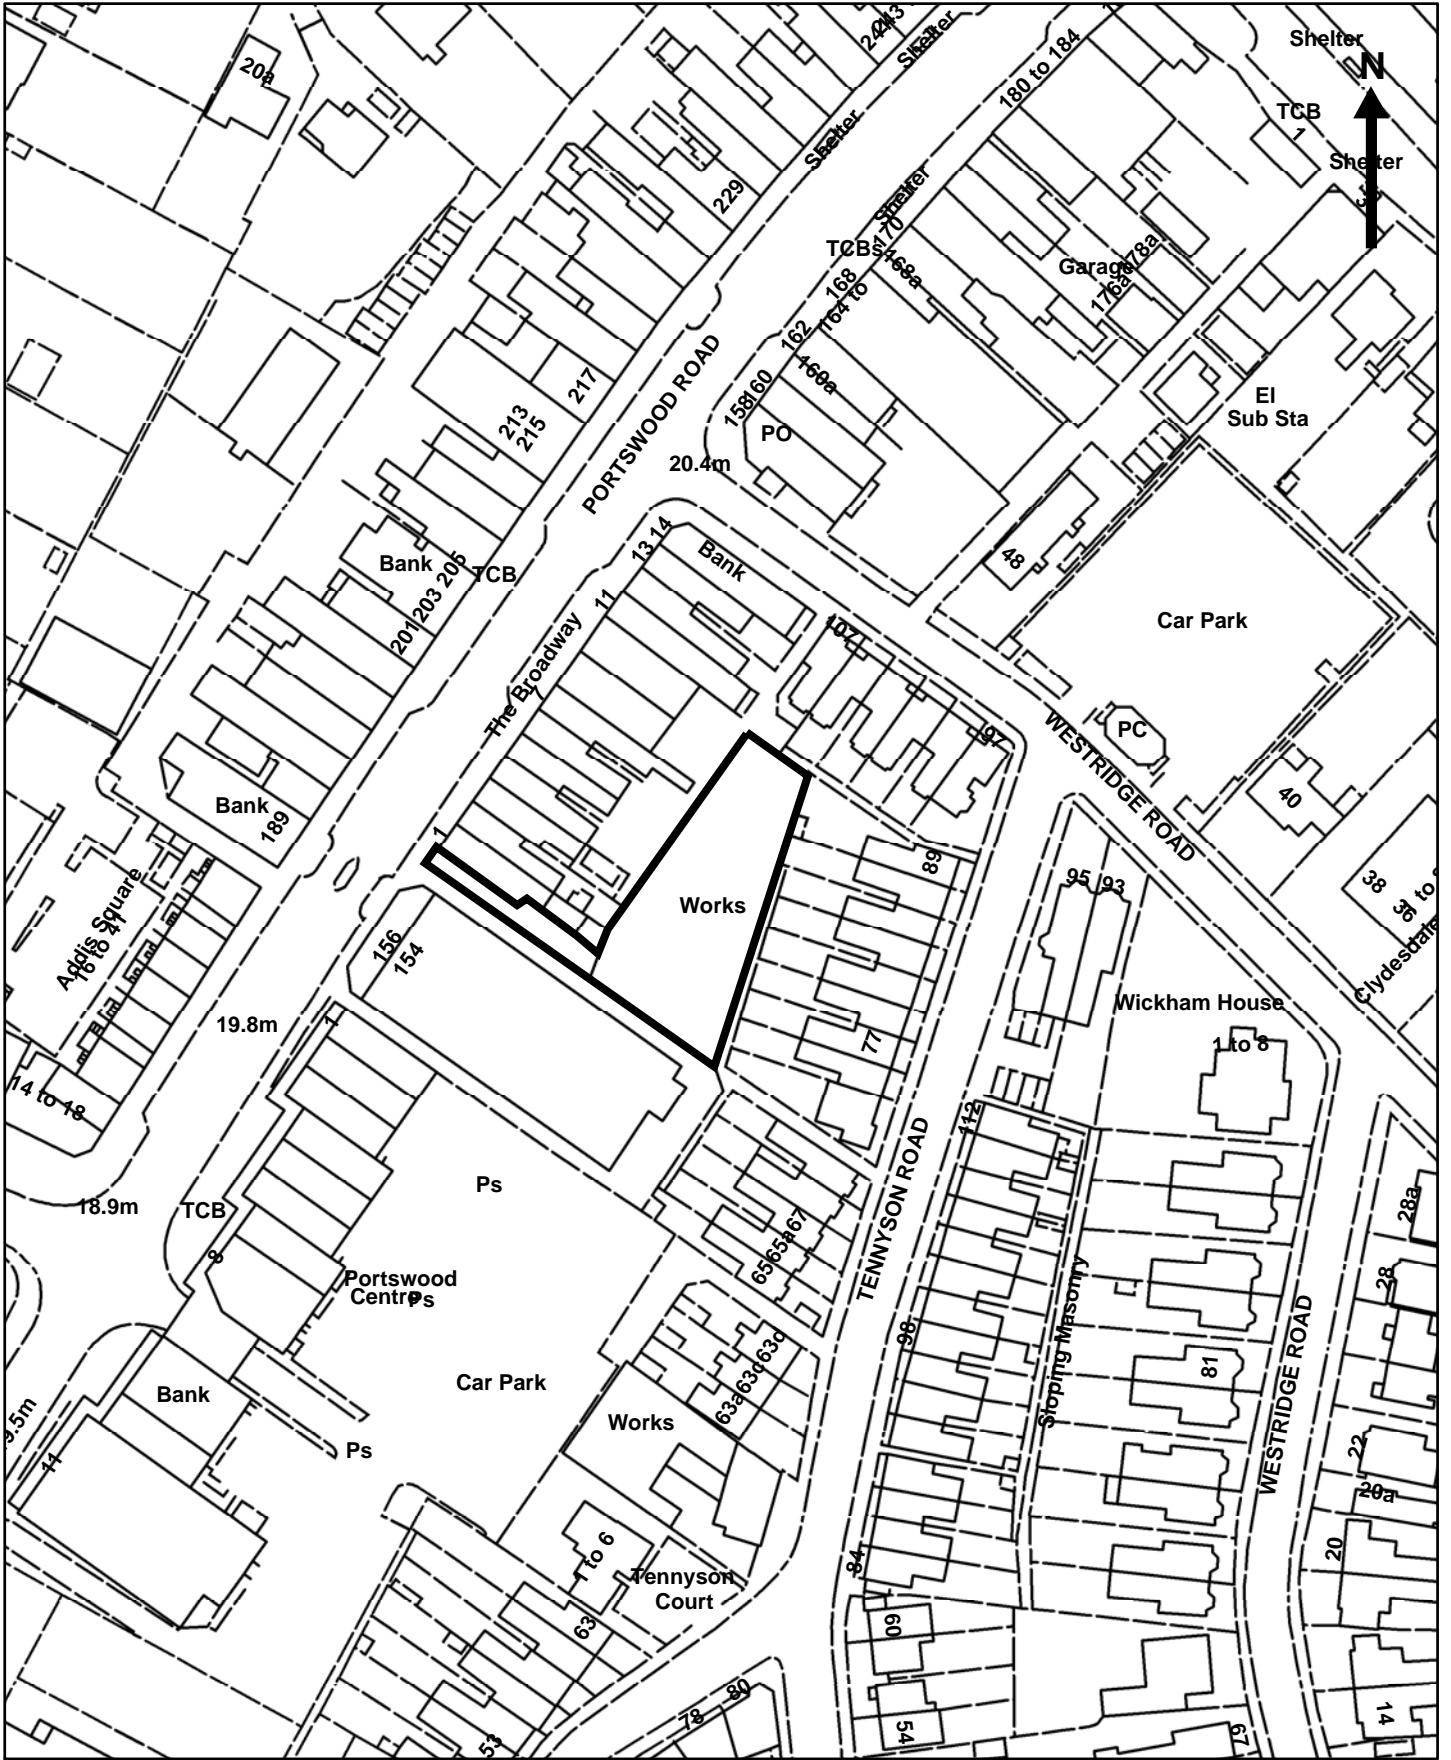 243
Shelter
Shelter
N
180 to 184
20a
TCB
1
Shelter
Shelter
229
Shelter
170
TCBs
168a
178a
Garage
176a
168
164 to
162
160a
217
PORTSWOOD ROAD
160
158
El
Sub Sta
213
215
PO
20.4m
13 14
Bank
48
Bank
205
TCB
203
201
11
Car Park
107
The Broadway
7
97
WESTRIDGE ROAD
PC
40
Bank
189
1
89
38
36
95 93
Works
Addis Square
16 to 41
156
154
Clydesdale
Wickham House
19.8m
1
77
1 to 8
14 to 18
112
TENNYSON ROAD
Ps
18.9m
TCB
28a
67
65a
65
8
Portswood
Centre
Ps
28
Sloping Masonry
98
63d
63c
63a
81
WESTRIDGE ROAD
Car Park
Bank
Works
9.5m
Ps
11
22
20a
20
84
1 to 6
Tennyson
Court
63
60
80
78
54
14
53
67